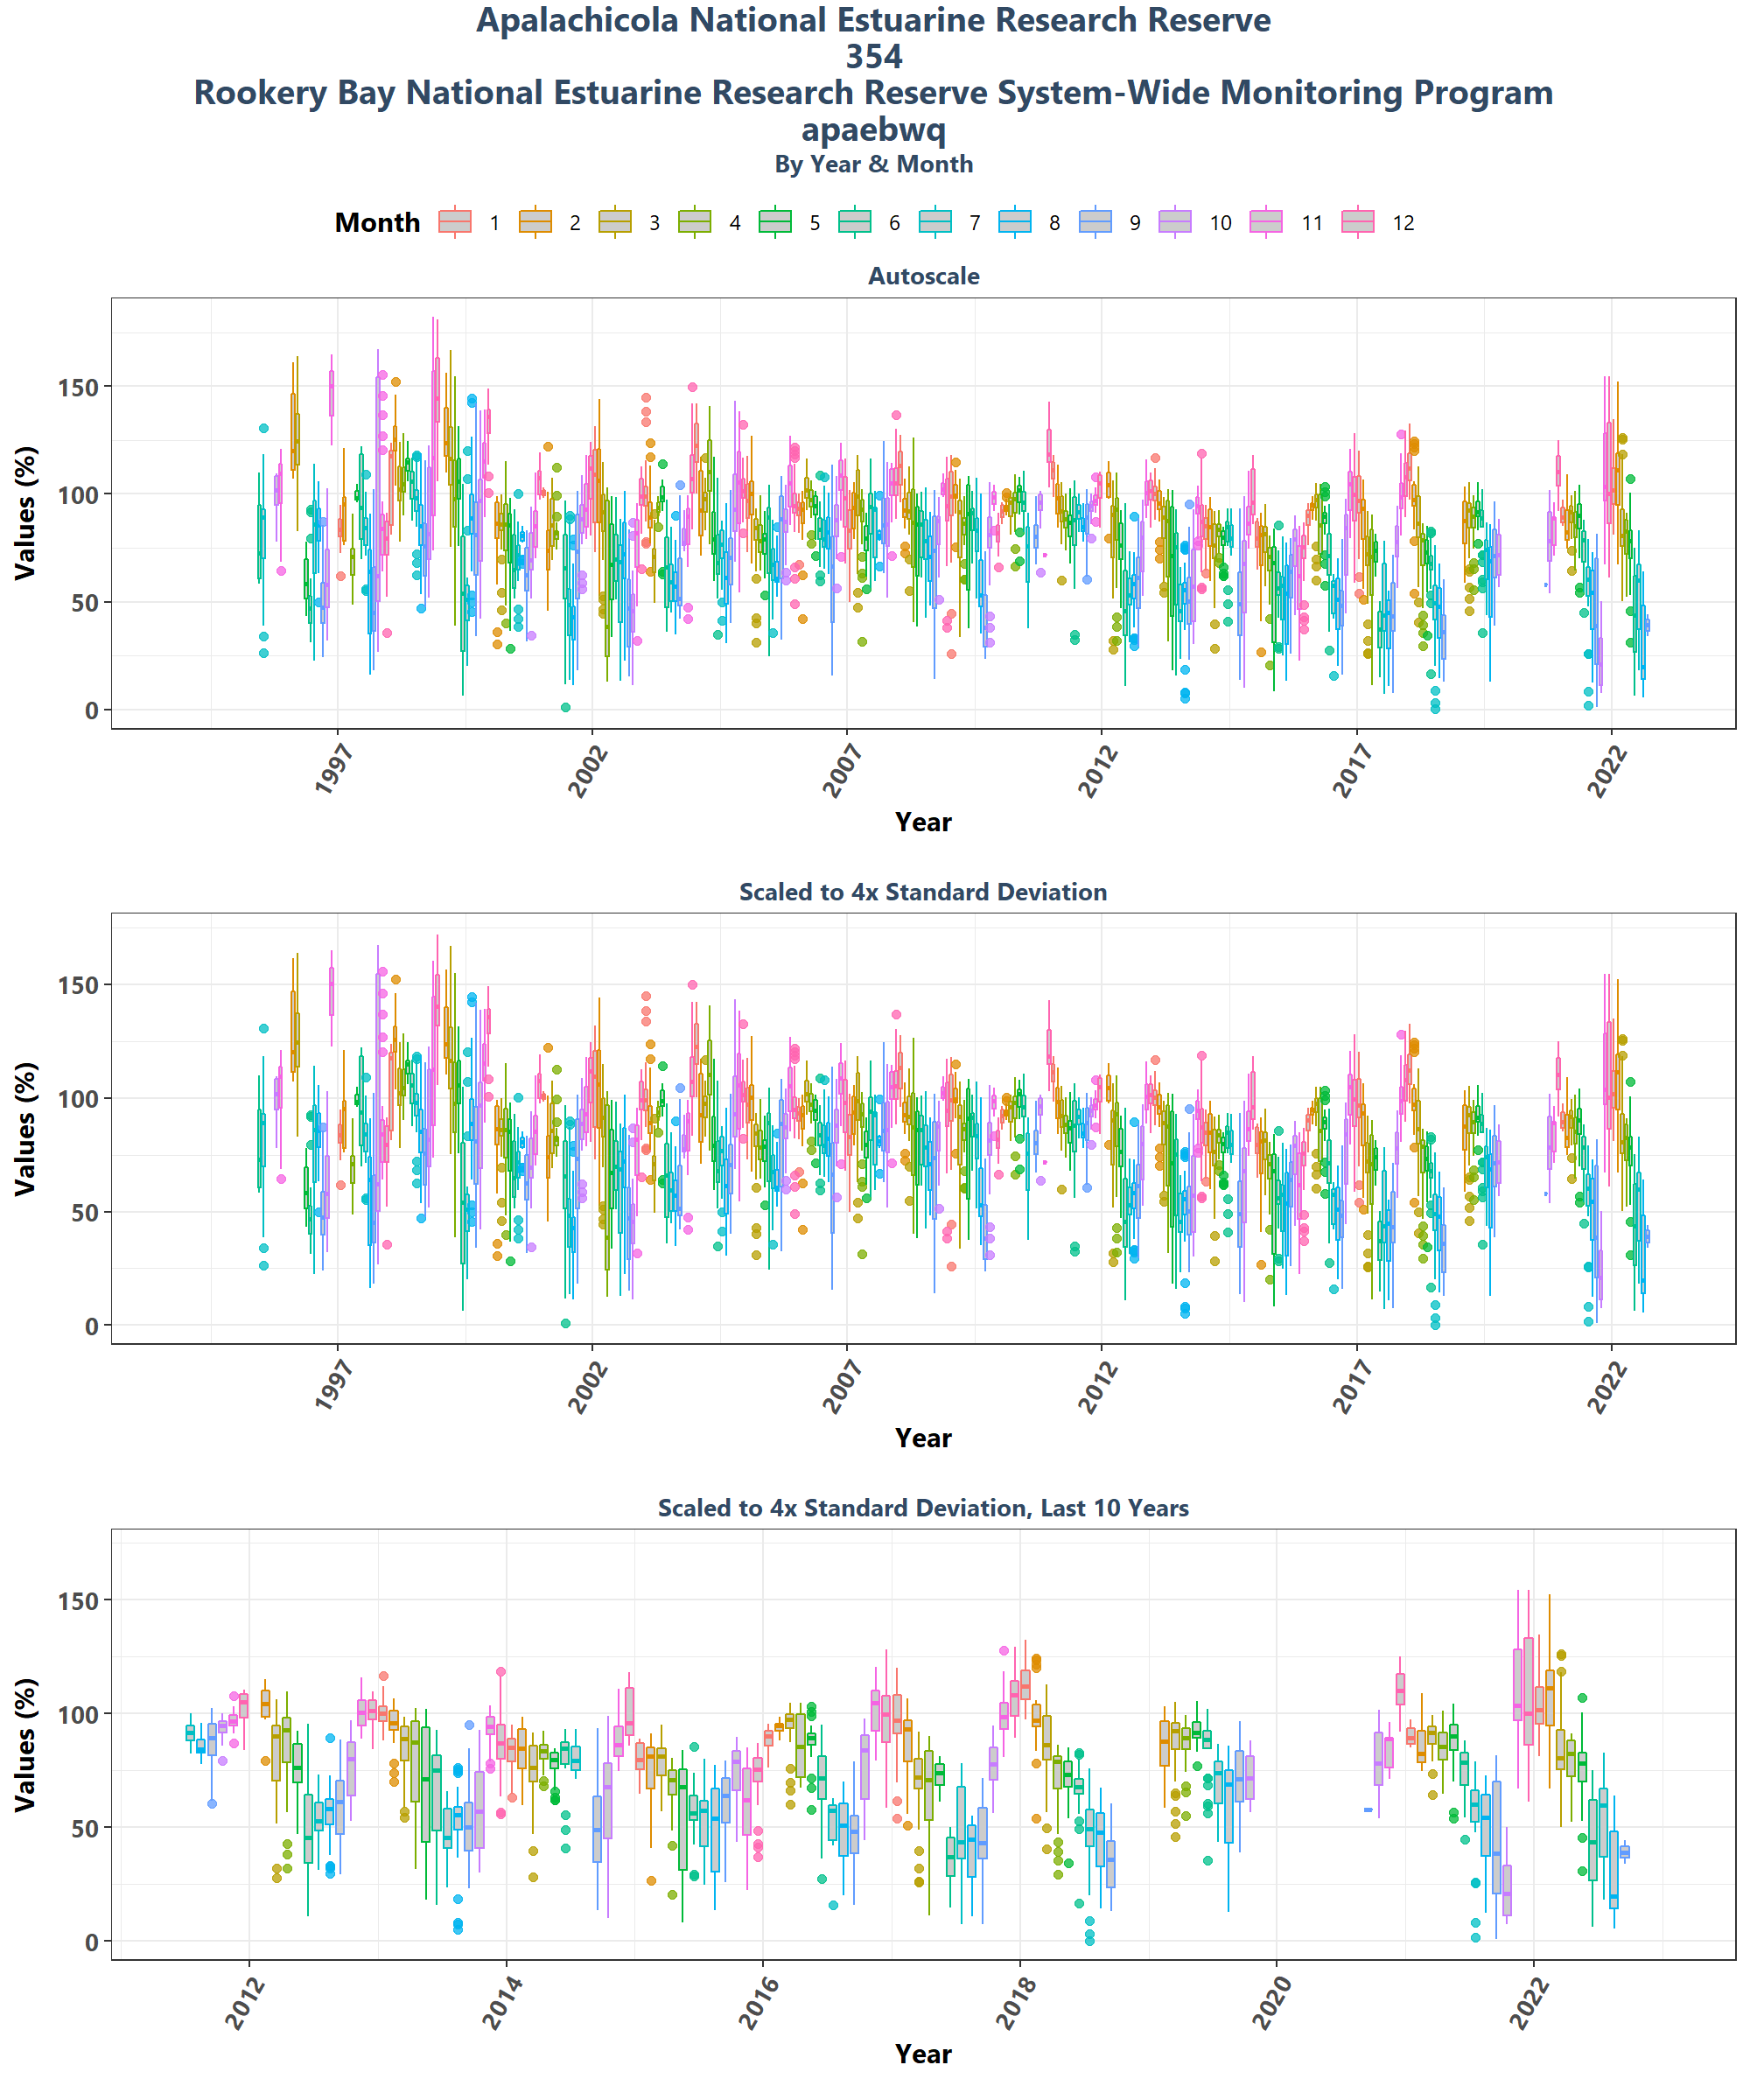 Apalachicola National Estuarine Research Reserve
354
Rookery Bay National Estuarine Research Reserve System-Wide Monitoring Program
apaebwq
By Year & Month
Month 1 2 3 4 5 6 7 8 9 10 11 12
Autoscale
Values (%)
150
100
50
0
1997 2002 2007 2012 2017 2022
Year
Scaled to 4x Standard Deviation
Values (%)
150
100
50
0
1997 2002 2007 2012 2017 2022
Year
Scaled to 4x Standard Deviation, Last 10 Years
Values (%)
150
100
50
0
2012 2014 2016 2018 2020 2022
Year